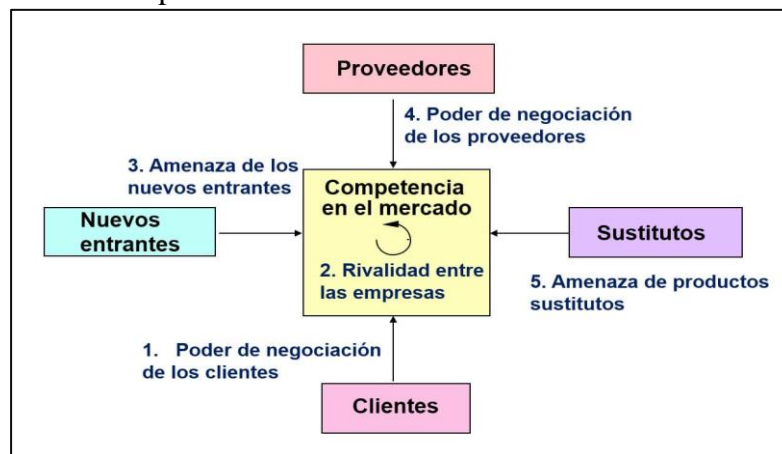 Proveedores
4. Poder de negociación
de los proveedores
3. Amenaza de los
nuevos entrantes
Competencia
en el mercado
Nuevos
entrantes
Sustitutos
2. Rivalidad entre
las empresas
5. Amenaza de productos
sustitutos
1. Poder de negociación
de los clientes
Clientes